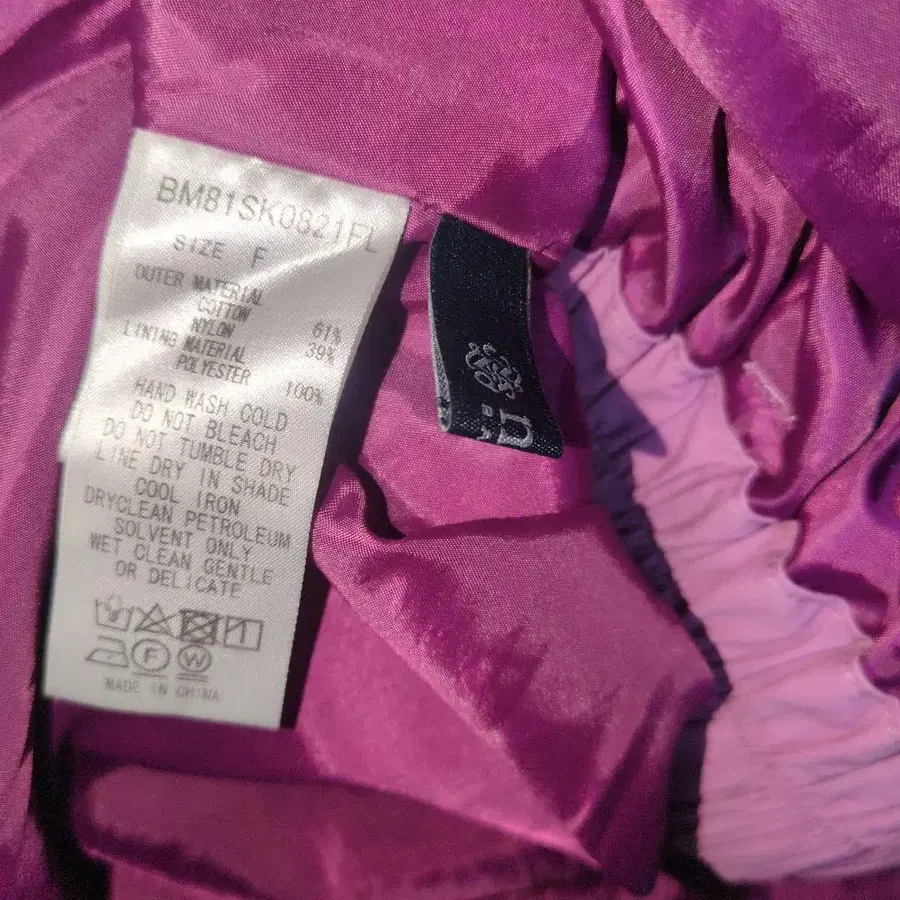 BM81SK0821FL
SIZE F
OUTER MATERIAL
COTTON 61%
NYLON 39%
LINING MATERIAL
POLYESTER 100%
HAND WASH COLD
DO NOT BLEACH
DO NOT TUMBLE DRY
LINE DRY IN SHADE
COOL IRON
DRYCLEAN PETROLEUM
SOLVENT ONLY
WET CLEAN GENTLE
OR DELICATE
F W
MADE IN CHINA